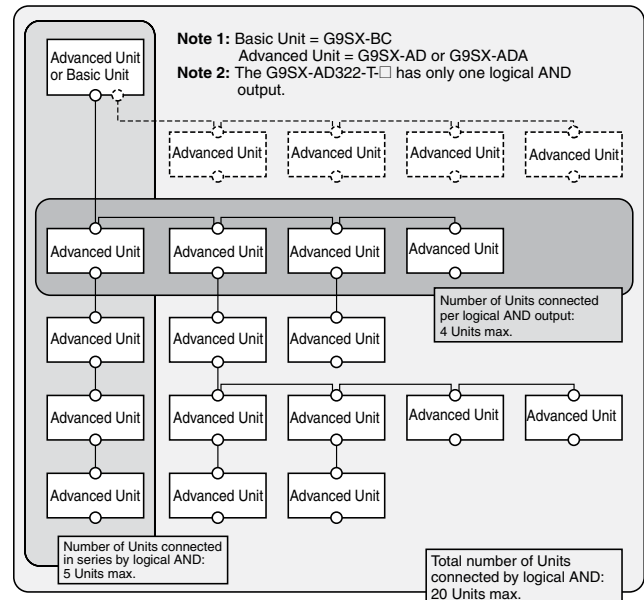 Advanced Unit
or Basic Unit
Note 1: Basic Unit = G9SX-BC
Advanced Unit = G9SX-AD or G9SX-ADA
Note 2: The G9SX-AD322-T-□ has only one logical AND
output.
Advanced Unit Advanced Unit Advanced Unit Advanced Unit
Advanced Unit Advanced Unit Advanced Unit Advanced Unit
Number of Units connected
per logical AND output:
4 Units max.
Advanced Unit Advanced Unit Advanced Unit
Advanced Unit Advanced Unit Advanced Unit Advanced Unit Advanced Unit
Advanced Unit Advanced Unit Advanced Unit
Number of Units connected
in series by logical AND:
5 Units max.
Total number of Units
connected by logical AND:
20 Units max.